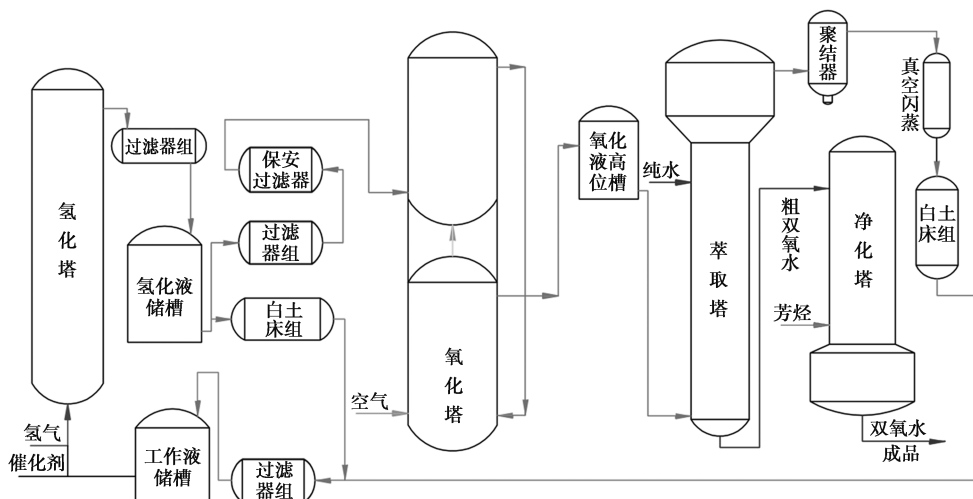 氢
化
塔
过滤器组
氢化液
储槽
保安
过滤器
过滤
器组
白土
床组
氢气
催化剂
工作液
储槽
过滤
器组
空气
氧
化
塔
氧化
液高
位槽
纯水
萃
取
塔
聚
结
器
真
空
闪
蒸
白土
床组
粗
双
氧
水
净
化
塔
芳烃
双氧水
成品